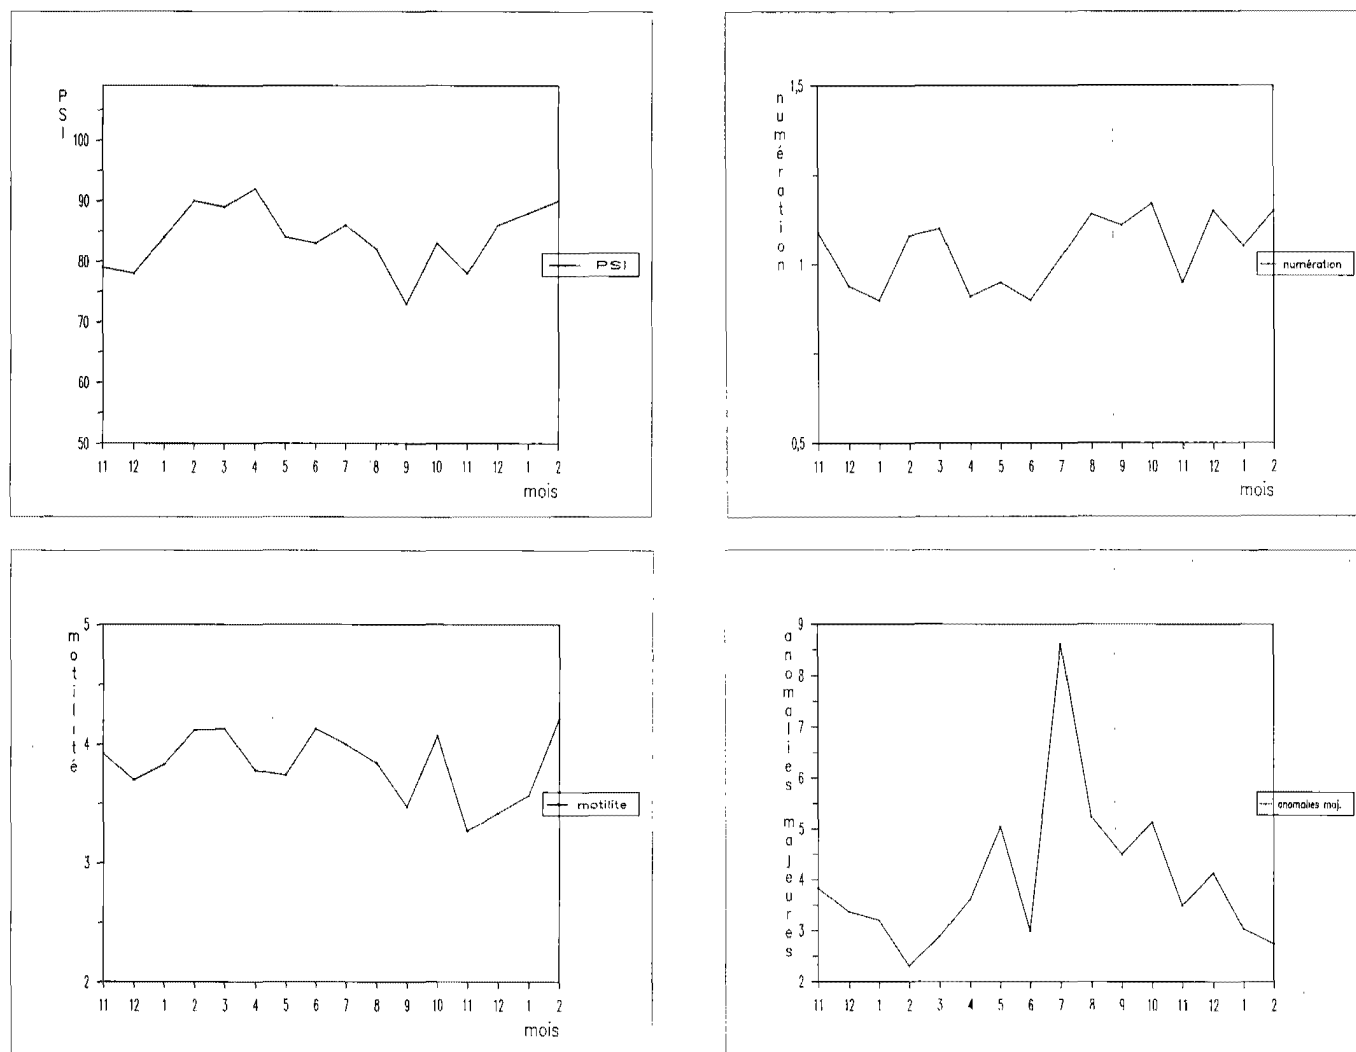 PSI
100
90
80
70
60
50
11 12 1 2 3 4 5 6 7 8 9 10 11 12 1 2
mois
PSI
numération
1,5
1
0,5
11 12 1 2 3 4 5 6 7 8 9 10 11 12 1 2
mois
numération
motilité
5
4
3
2
11 12 1 2 3 4 5 6 7 8 9 10 11 12 1 2
mois
motilite
anomalies majeures
9
8
7
6
5
4
3
2
11 12 1 2 3 4 5 6 7 8 9 10 11 12 1 2
anomalies maj.